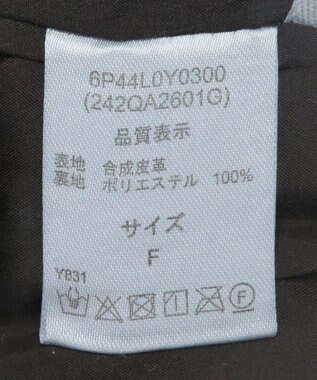 6P44L0Y0300
(242QA2601G)
品質表示
表地 合成皮革
裏地 ポリエステル 100%
サイズ
F
Y831
F